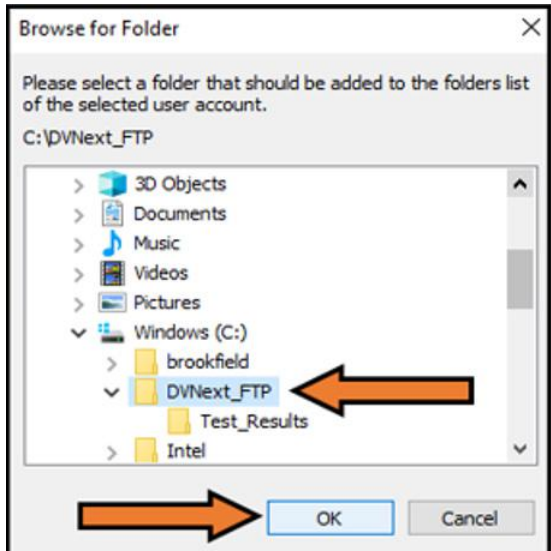 Browse for Folder
Please select a folder that should be added to the folders list
of the selected user account.
C:\DVNext_FTP
3D Objects
Documents
Music
Videos
Pictures
Windows (C:)
brookfield
DVNext_FTP
Test_Results
Intel
OK Cancel